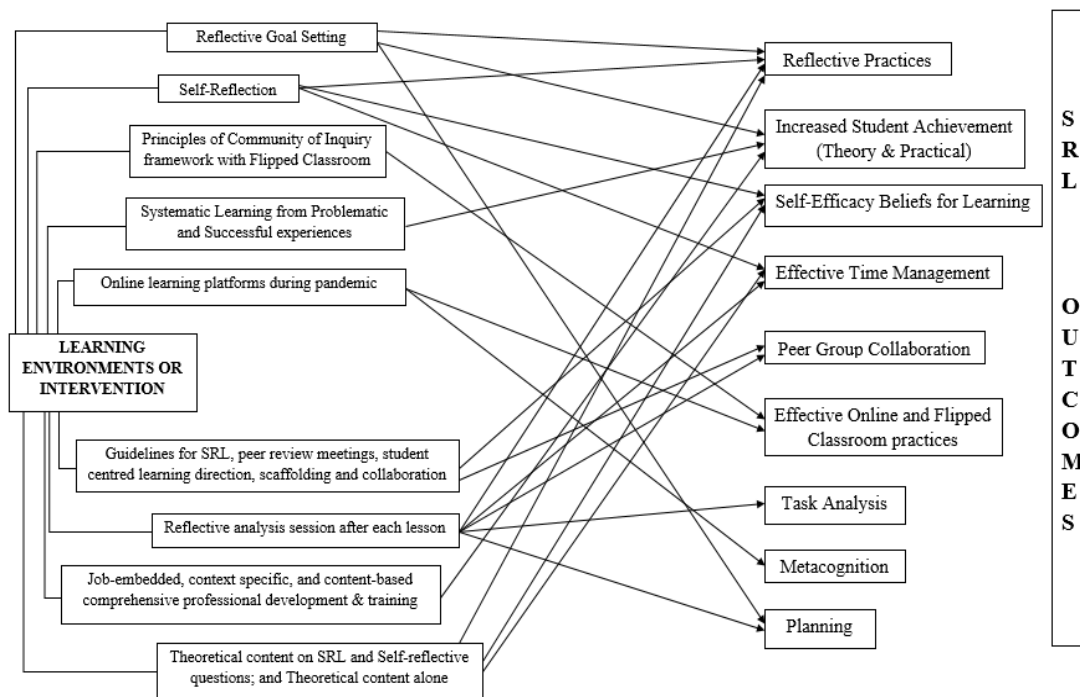 Reflective Goal Setting
Self-Reflection
Principles of Community of Inquiry
framework with Flipped Classroom
Systematic Learning from Problematic
and Successful experiences
Online learning platforms during pandemic
LEARNING
ENVIRONMENTS OR
INTERVENTION
Guidelines for SRL, peer review meetings, student
centred learning direction, scaffolding and collaboration
Reflective analysis session after each lesson
Job-embedded, context specific, and content-based
comprehensive professional development & training
Theoretical content on SRL and Self-reflective
questions; and Theoretical content alone
Reflective Practices
Increased Student Achievement
(Theory & Practical)
Self-Efficacy Beliefs for Learning
Effective Time Management
Peer Group Collaboration
Effective Online and Flipped
Classroom practices
Task Analysis
Metacognition
Planning
SRL
OUTCOMES